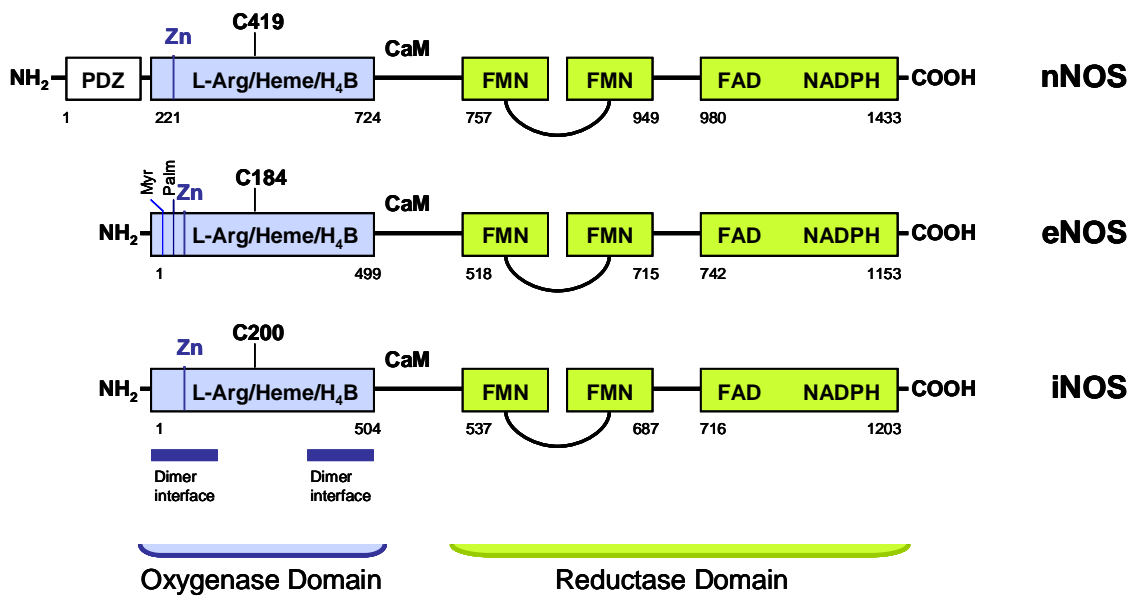 C419
Zn
CaM
NH2 PDZ L-Arg/Heme/H4B FMN FMN FAD NADPH COOH nNOS
1 221 724 757 949 980 1433
Myr
Palm
C184
Zn
CaM
NH2 L-Arg/Heme/H4B FMN FMN FAD NADPH COOH eNOS
1 499 518 715 742 1153
C200
Zn
CaM
NH2 L-Arg/Heme/H4B FMN FMN FAD NADPH COOH iNOS
1 504 537 687 716 1203
Dimer interface
Dimer interface
Oxygenase Domain
Reductase Domain